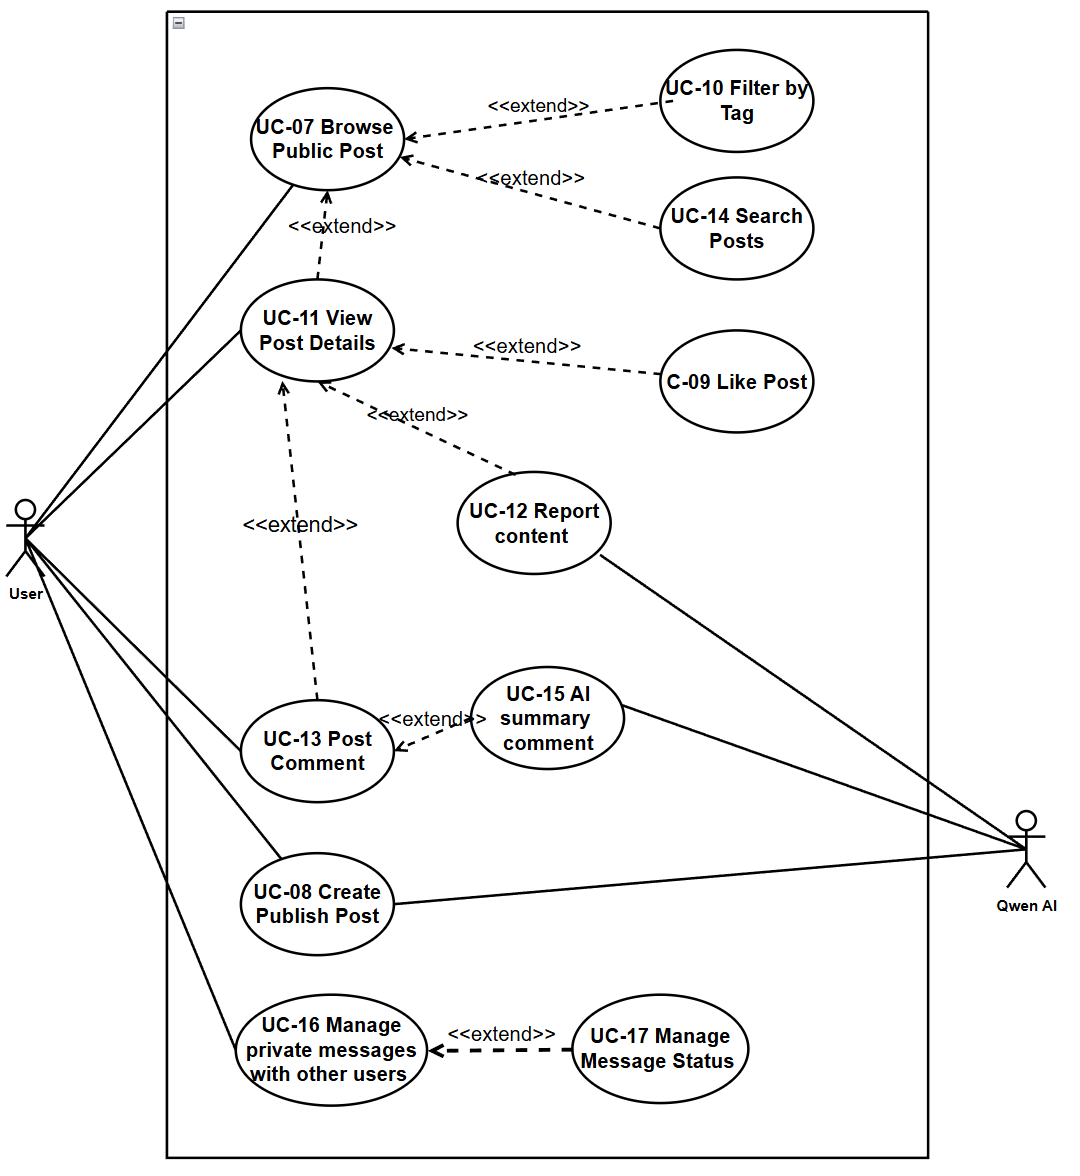 UC-10 Filter by
Tag
<<extend>>
UC-07 Browse
Public Post
<<extend>>
UC-14 Search
Posts
<<extend>>
UC-11 View
Post Details
<<extend>>
C-09 Like Post
<<extend>>
UC-12 Report
content
<<extend>>
User
UC-15 AI
summary
comment
<<extend>>
UC-13 Post
Comment
UC-08 Create
Publish Post
Qwen AI
UC-16 Manage
private messages
with other users
<<extend>>
UC-17 Manage
Message Status